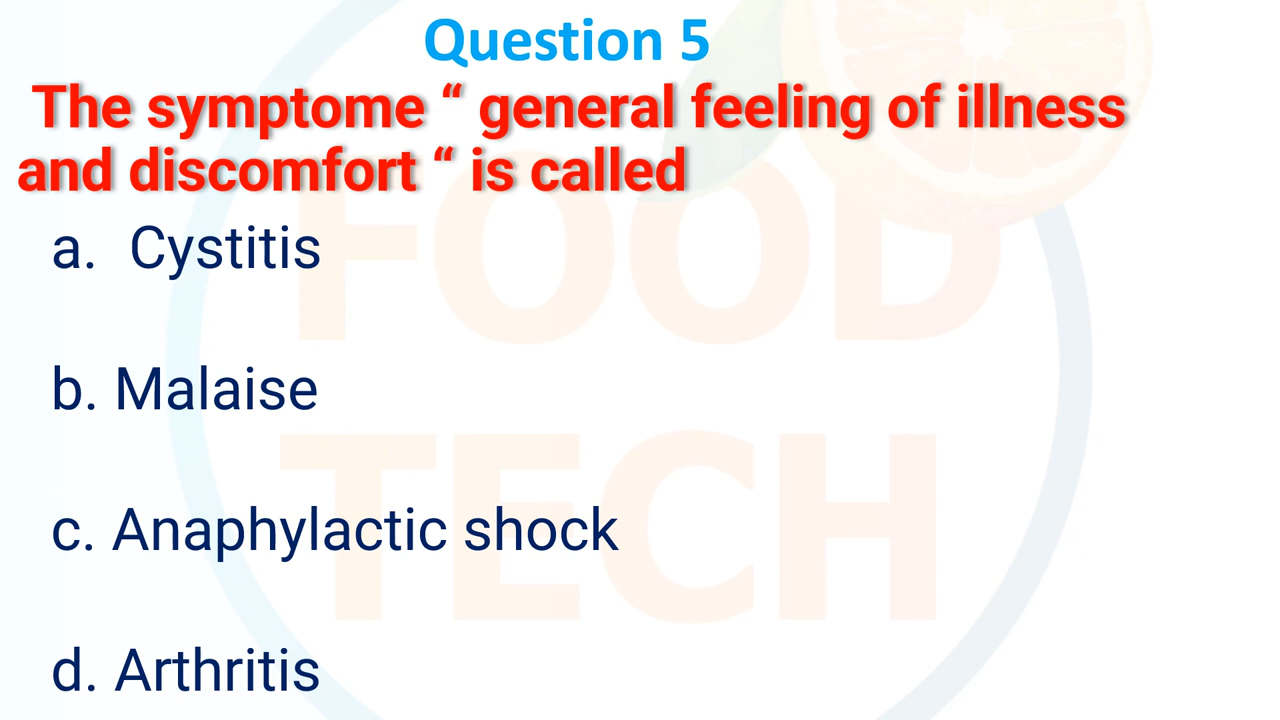 Question 5
The symptome “ general feeling of illness
and discomfort “ is called
a. Cystitis
b. Malaise
c. Anaphylactic shock
d. Arthritis
FOOD
TECH